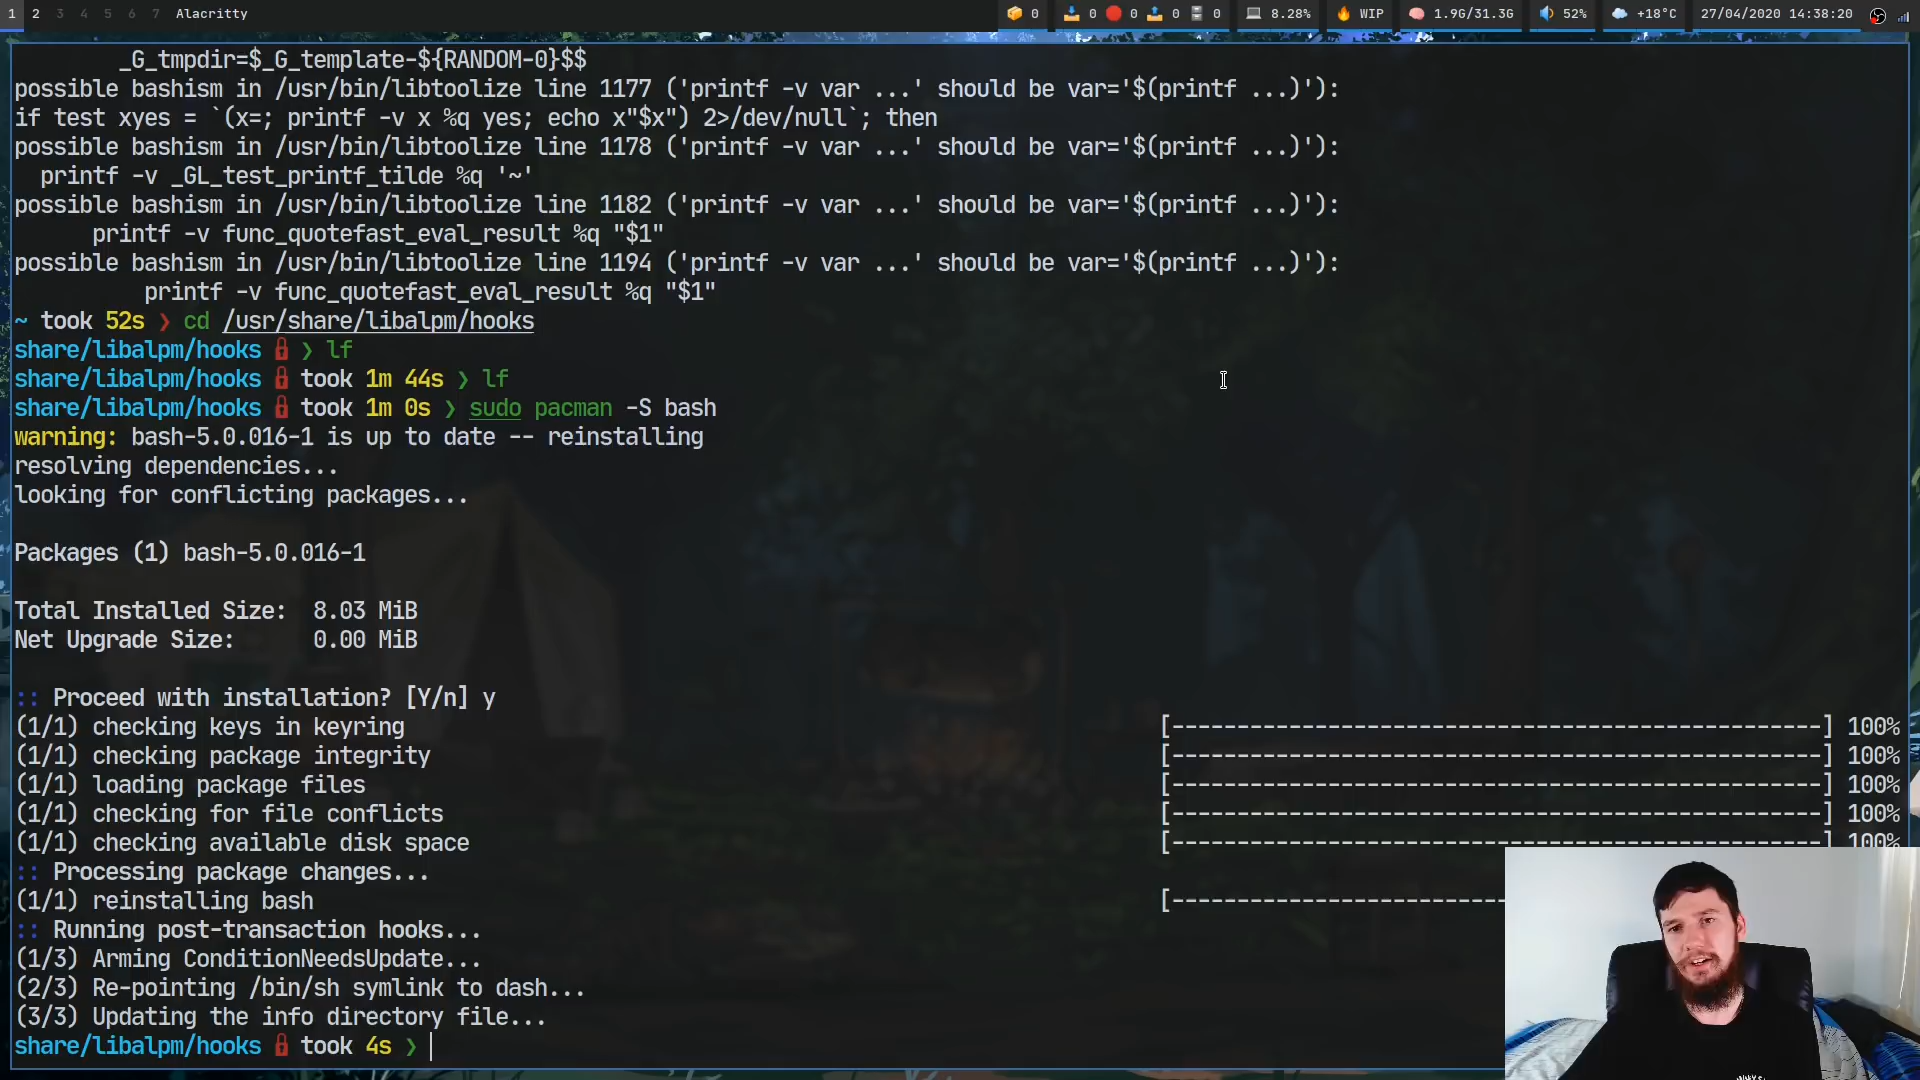 1 2 3 4 5 6 7 Alacritty 0 0 0 0 0 8.28% WIP 1.9G/31.3G 52% +18°C 27/04/2020 14:38:20
_G_tmpdir=$_G_template-${RANDOM-0}$$
possible bashism in /usr/bin/libtoolize line 1177 ('printf -v var ...' should be var='$(printf ...)'):
if test xyes = `(x=; printf -v x %q yes; echo x"$x") 2>/dev/null`; then
possible bashism in /usr/bin/libtoolize line 1178 ('printf -v var ...' should be var='$(printf ...)'):
printf -v _GL_test_printf_tilde %q '~'
possible bashism in /usr/bin/libtoolize line 1182 ('printf -v var ...' should be var='$(printf ...)'):
printf -v func_quotefast_eval_result %q "$1"
possible bashism in /usr/bin/libtoolize line 1194 ('printf -v var ...' should be var='$(printf ...)'):
printf -v func_quotefast_eval_result %q "$1"
~ took 52s ❯ cd /usr/share/libalpm/hooks
share/libalpm/hooks ❯ lf
share/libalpm/hooks took 1m 44s ❯ lf
share/libalpm/hooks took 1m 0s ❯ sudo pacman -S bash
warning: bash-5.0.016-1 is up to date -- reinstalling
resolving dependencies...
looking for conflicting packages...
Packages (1) bash-5.0.016-1
Total Installed Size: 8.03 MiB
Net Upgrade Size: 0.00 MiB
:: Proceed with installation? [Y/n] y
(1/1) checking keys in keyring [--------------------------------------------------] 100%
(1/1) checking package integrity [--------------------------------------------------] 100%
(1/1) loading package files [--------------------------------------------------] 100%
(1/1) checking for file conflicts [--------------------------------------------------] 100%
(1/1) checking available disk space [--------------------------------------------------] 100%
:: Processing package changes...
(1/1) reinstalling bash [--------------------------
:: Running post-transaction hooks...
(1/3) Arming ConditionNeedsUpdate...
(2/3) Re-pointing /bin/sh symlink to dash...
(3/3) Updating the info directory file...
share/libalpm/hooks took 4s ❯